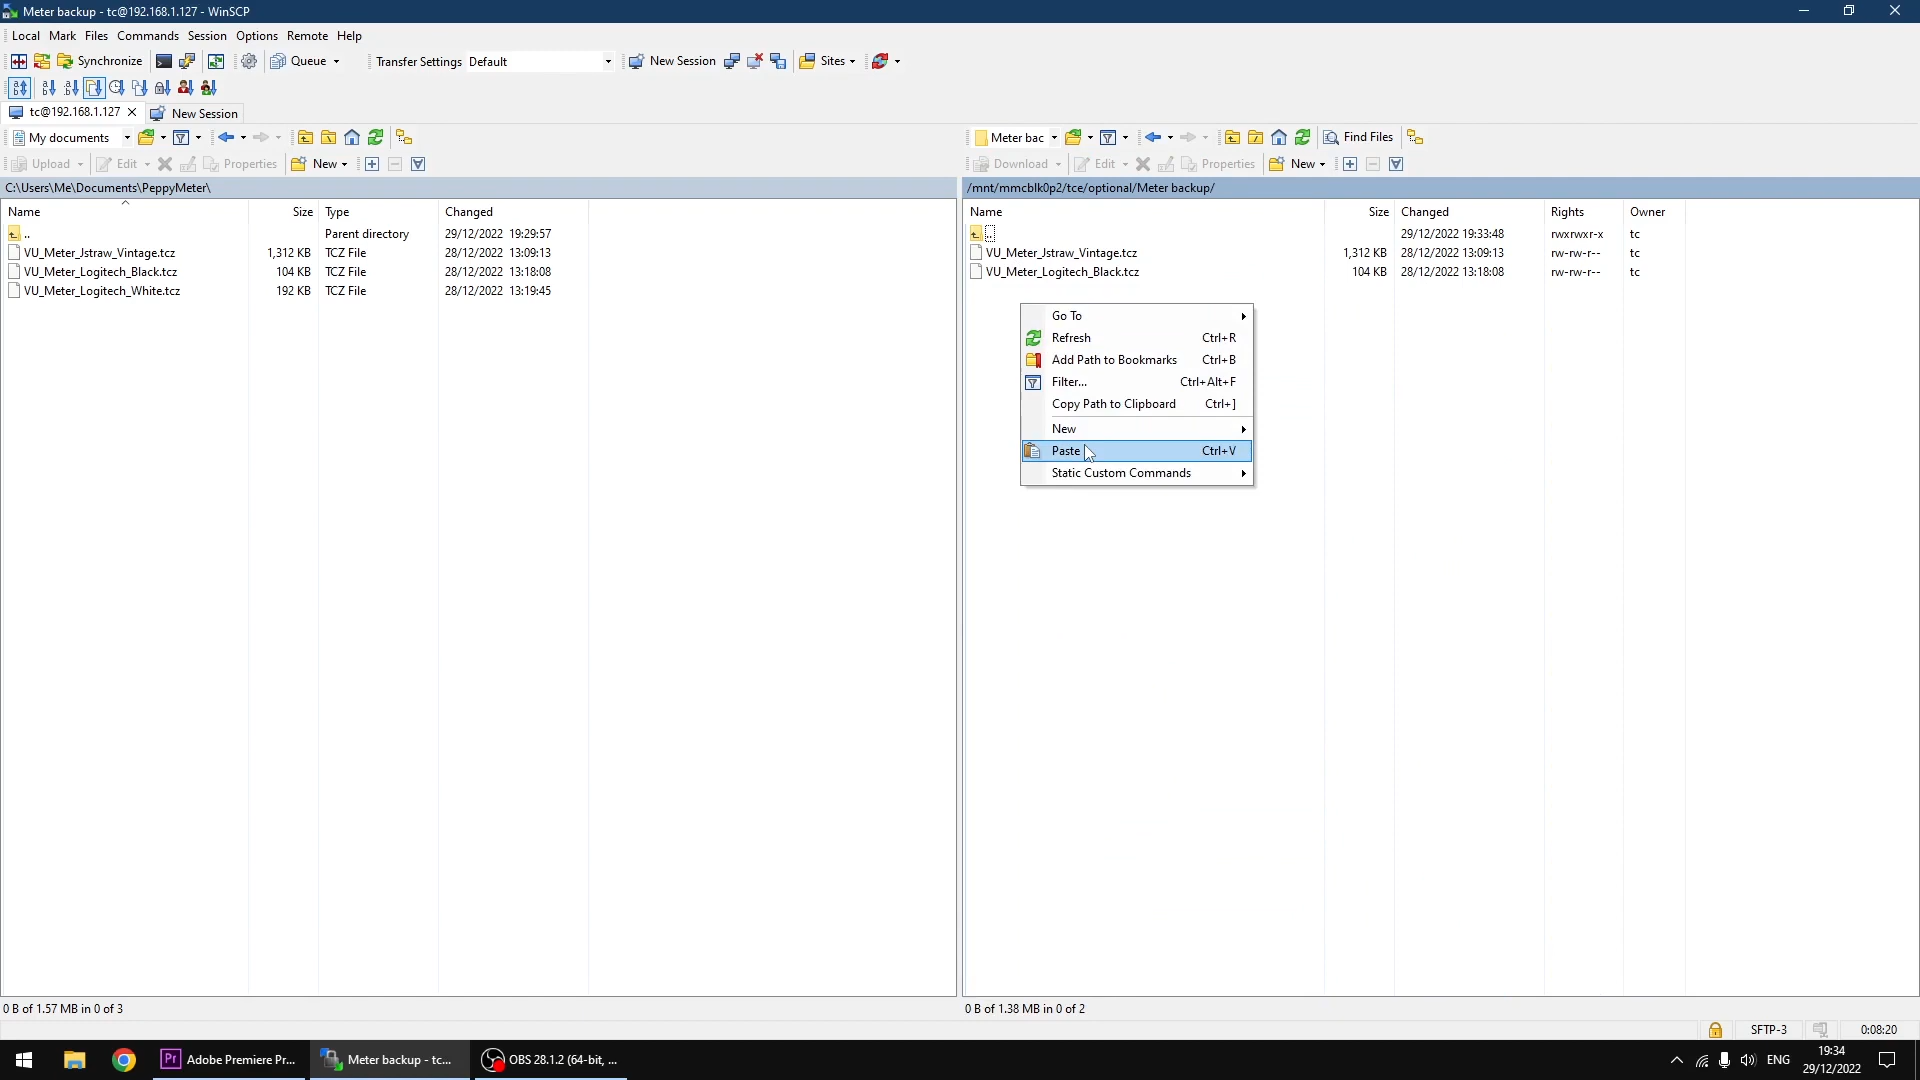 Meter backup - tc@192.168.1.127 - WinSCP
Local Mark Files Commands Session Options Remote Help
Synchronize Queue Transfer Settings Default New Session Sites
tc@192.168.1.127 New Session
My documents Meter bac Find Files
Upload Edit Properties New Download Edit Properties New
C:\Users\Me\Documents\PeppyMeter\ /mnt/mmcblk0p2/tce/optional/Meter backup/
Name Size Type Changed Name Size Changed Rights Owner
.. Parent directory 29/12/2022 19:29:57 .. 29/12/2022 19:33:48 rwxrwxr-x tc
VU_Meter_Jstraw_Vintage.tcz 1,312 KB TCZ File 28/12/2022 13:09:13 VU_Meter_Jstraw_Vintage.tcz 1,312 KB 28/12/2022 13:09:13 rw-rw-r-- tc
VU_Meter_Logitech_Black.tcz 104 KB TCZ File 28/12/2022 13:18:08 VU_Meter_Logitech_Black.tcz 104 KB 28/12/2022 13:18:08 rw-rw-r-- tc
VU_Meter_Logitech_White.tcz 192 KB TCZ File 28/12/2022 13:19:45
Go To
Refresh Ctrl+R
Add Path to Bookmarks Ctrl+B
Filter... Ctrl+Alt+F
Copy Path to Clipboard Ctrl+]
New
Paste Ctrl+V
Static Custom Commands
0 B of 1.57 MB in 0 of 3 0 B of 1.38 MB in 0 of 2
SFTP-3 0:08:20
Pr Adobe Premiere Pr... Meter backup - tc... OBS 28.1.2 (64-bit, ... ENG 19:34
29/12/2022